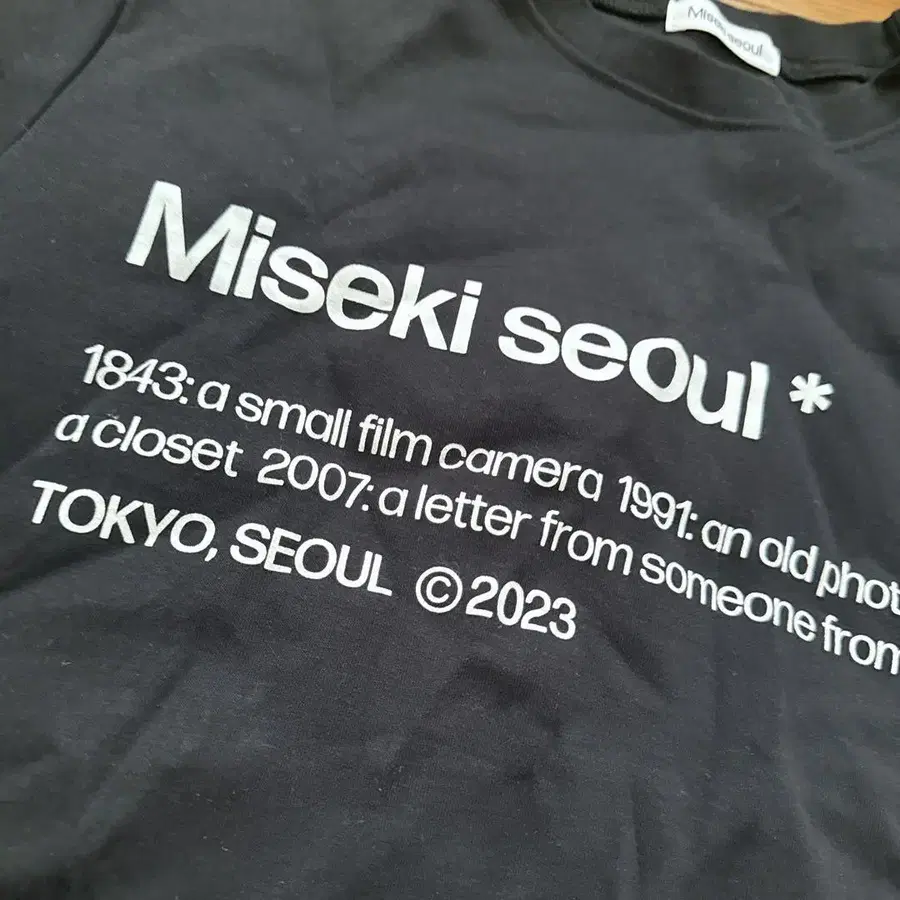 Miseki seoul
Miseki seoul *
1843: a small film camera 1991: an old phot
a closet 2007: a letter from someone from
TOKYO, SEOUL ©2023